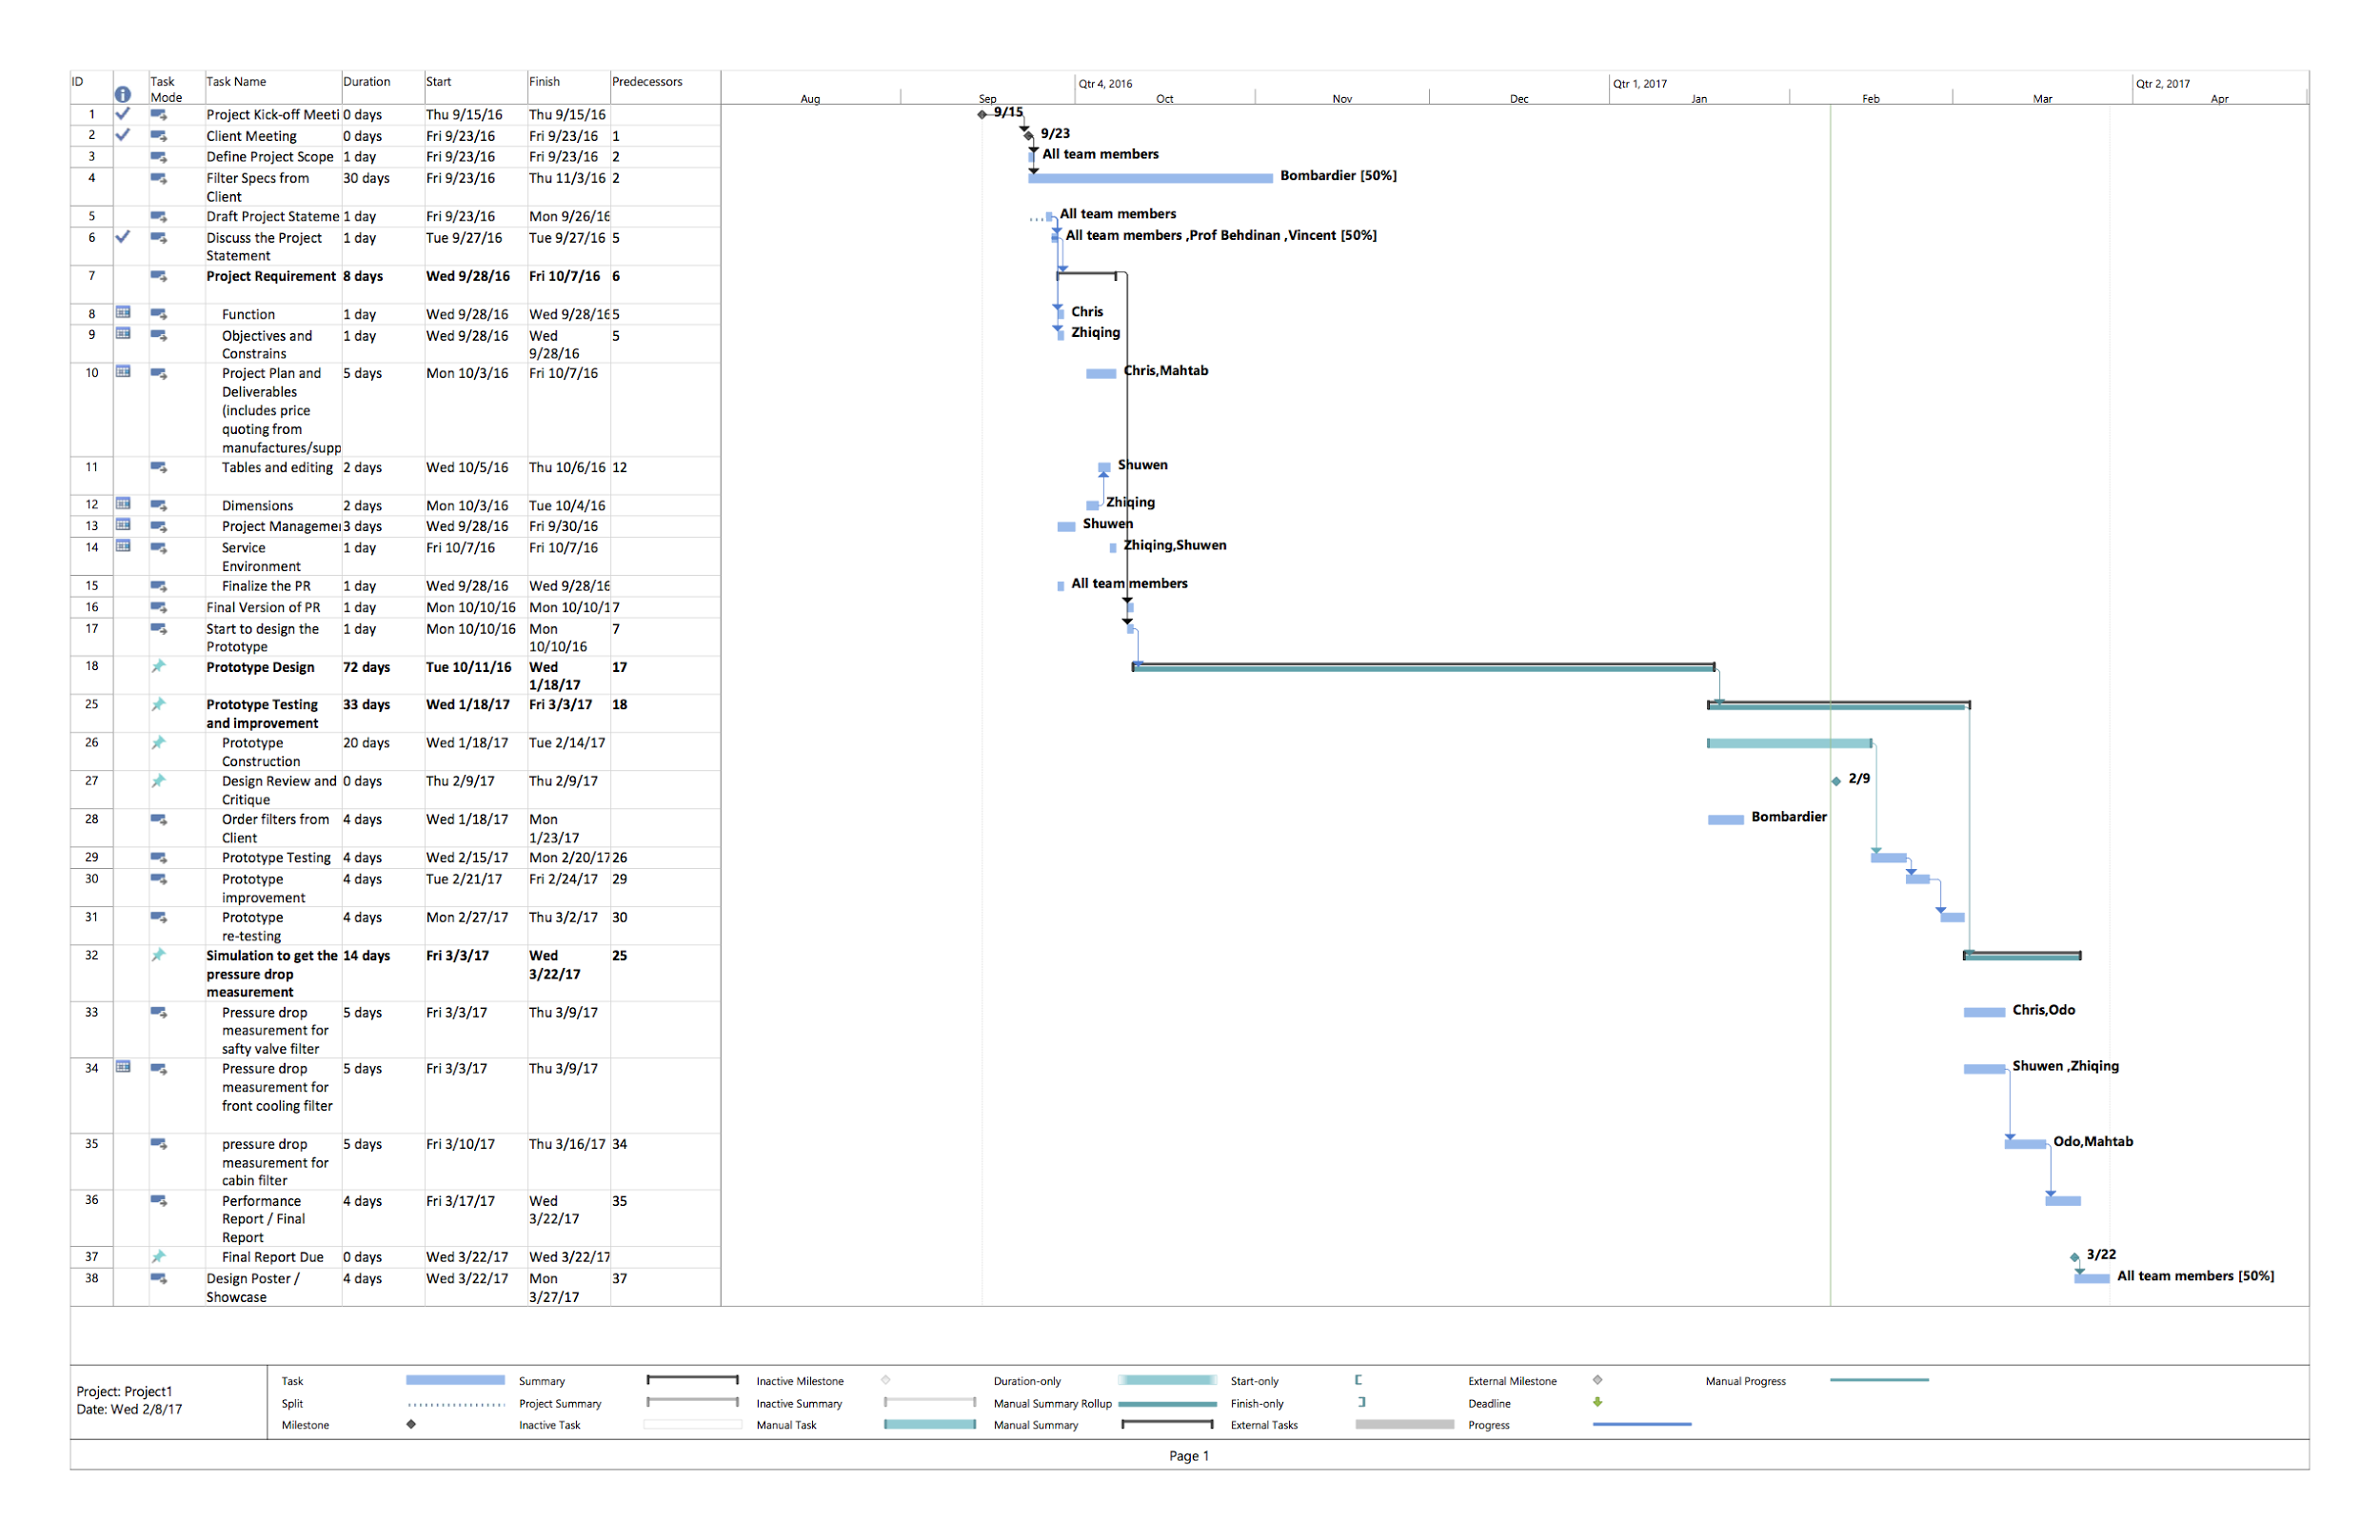 ID Task Mode Task Name Duration Start Finish Predecessors
Qtr 4, 2016 Qtr 1, 2017 Qtr 2, 2017
Aug Sep Oct Nov Dec Jan Feb Mar Apr
1 Project Kick-off Meeti 0 days Thu 9/15/16 Thu 9/15/16 9/15
2 Client Meeting 0 days Fri 9/23/16 Fri 9/23/16 1 9/23
3 Define Project Scope 1 day Fri 9/23/16 Fri 9/23/16 2 All team members
4 Filter Specs from 30 days Fri 9/23/16 Thu 11/3/16 2 Bombardier [50%]
Client
5 Draft Project Stateme 1 day Fri 9/23/16 Mon 9/26/16 All team members
6 Discuss the Project 1 day Tue 9/27/16 Tue 9/27/16 5 All team members ,Prof Behdinan ,Vincent [50%]
Statement
7 Project Requirement 8 days Wed 9/28/16 Fri 10/7/16 6
8 Function 1 day Wed 9/28/16 Wed 9/28/16 5 Chris
9 Objectives and 1 day Wed 9/28/16 Wed 5 Zhiqing
Constrains 9/28/16
10 Project Plan and 5 days Mon 10/3/16 Fri 10/7/16 Chris,Mahtab
Deliverables
(includes price
quoting from
manufactures/supp
11 Tables and editing 2 days Wed 10/5/16 Thu 10/6/16 12 Shuwen
12 Dimensions 2 days Mon 10/3/16 Tue 10/4/16 Zhiqing
13 Project Managemen 3 days Wed 9/28/16 Fri 9/30/16 Shuwen
14 Service 1 day Fri 10/7/16 Fri 10/7/16 Zhiqing,Shuwen
Environment
15 Finalize the PR 1 day Wed 9/28/16 Wed 9/28/16 All team members
16 Final Version of PR 1 day Mon 10/10/16 Mon 10/10/1 7
17 Start to design the 1 day Mon 10/10/16 Mon 7
Prototype 10/10/16
18 Prototype Design 72 days Tue 10/11/16 Wed 17
1/18/17
25 Prototype Testing 33 days Wed 1/18/17 Fri 3/3/17 18
and improvement
26 Prototype 20 days Wed 1/18/17 Tue 2/14/17
Construction
27 Design Review and 0 days Thu 2/9/17 Thu 2/9/17 2/9
Critique
28 Order filters from 4 days Wed 1/18/17 Mon Bombardier
Client 1/23/17
29 Prototype Testing 4 days Wed 2/15/17 Mon 2/20/17 26
30 Prototype 4 days Tue 2/21/17 Fri 2/24/17 29
improvement
31 Prototype 4 days Mon 2/27/17 Thu 3/2/17 30
re-testing
32 Simulation to get the 14 days Fri 3/3/17 Wed 25
pressure drop 3/22/17
measurement
33 Pressure drop 5 days Fri 3/3/17 Thu 3/9/17 Chris,Odo
measurement for
safty valve filter
34 Pressure drop 5 days Fri 3/3/17 Thu 3/9/17 Shuwen ,Zhiqing
measurement for
front cooling filter
35 pressure drop 5 days Fri 3/10/17 Thu 3/16/17 34 Odo,Mahtab
measurement for
cabin filter
36 Performance 4 days Fri 3/17/17 Wed 35
Report / Final 3/22/17
Report
37 Final Report Due 0 days Wed 3/22/17 Wed 3/22/17 3/22
38 Design Poster / 4 days Wed 3/22/17 Mon 37 All team members [50%]
Showcase 3/27/17
Project: Project1
Date: Wed 2/8/17
Task Summary Inactive Milestone Duration-only Start-only External Milestone Manual Progress
Split Project Summary Inactive Summary Manual Summary Rollup Finish-only Deadline
Milestone Inactive Task Manual Task Manual Summary External Tasks Progress
Page 1